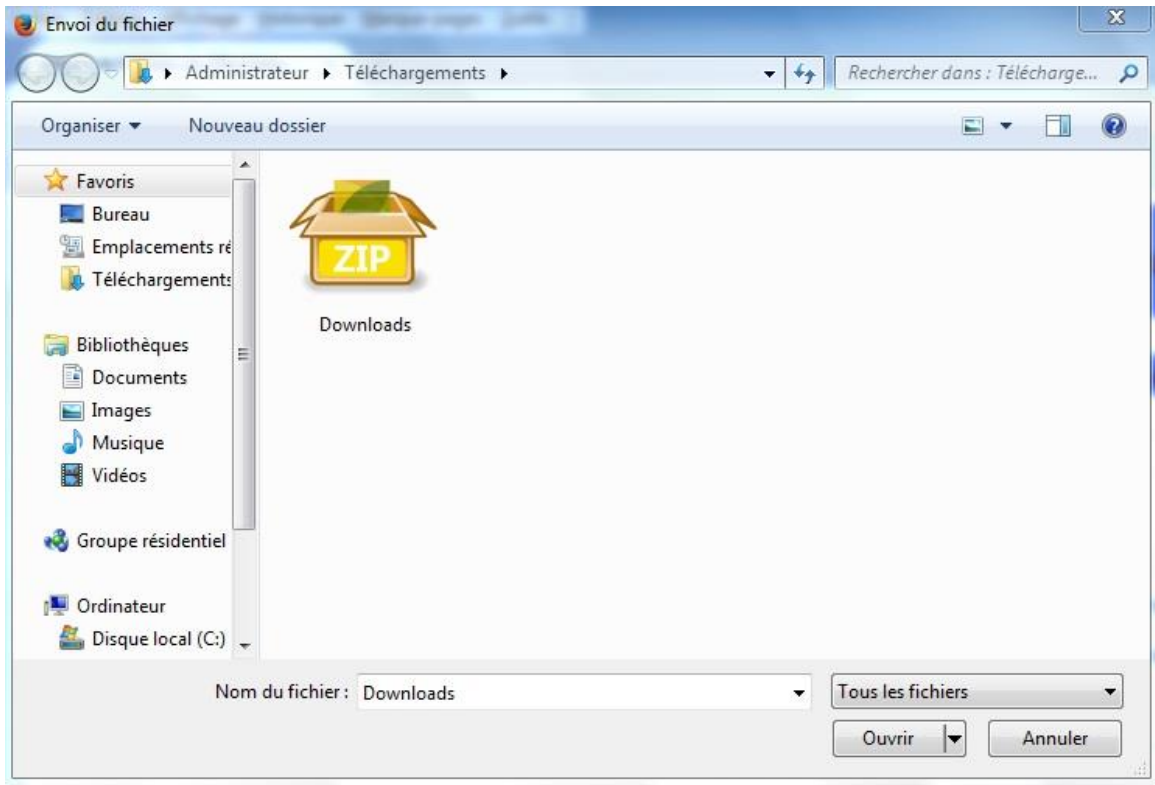 Envoi du fichier
Administrateur Téléchargements
Rechercher dans : Télécharge...
Organiser Nouveau dossier
Favoris
Bureau
Emplacements ré
Téléchargements
Bibliothèques
Documents
Images
Musique
Vidéos
Groupe résidentiel
Ordinateur
Disque local (C:)
ZIP
Downloads
Nom du fichier : Downloads
Tous les fichiers
Ouvrir Annuler